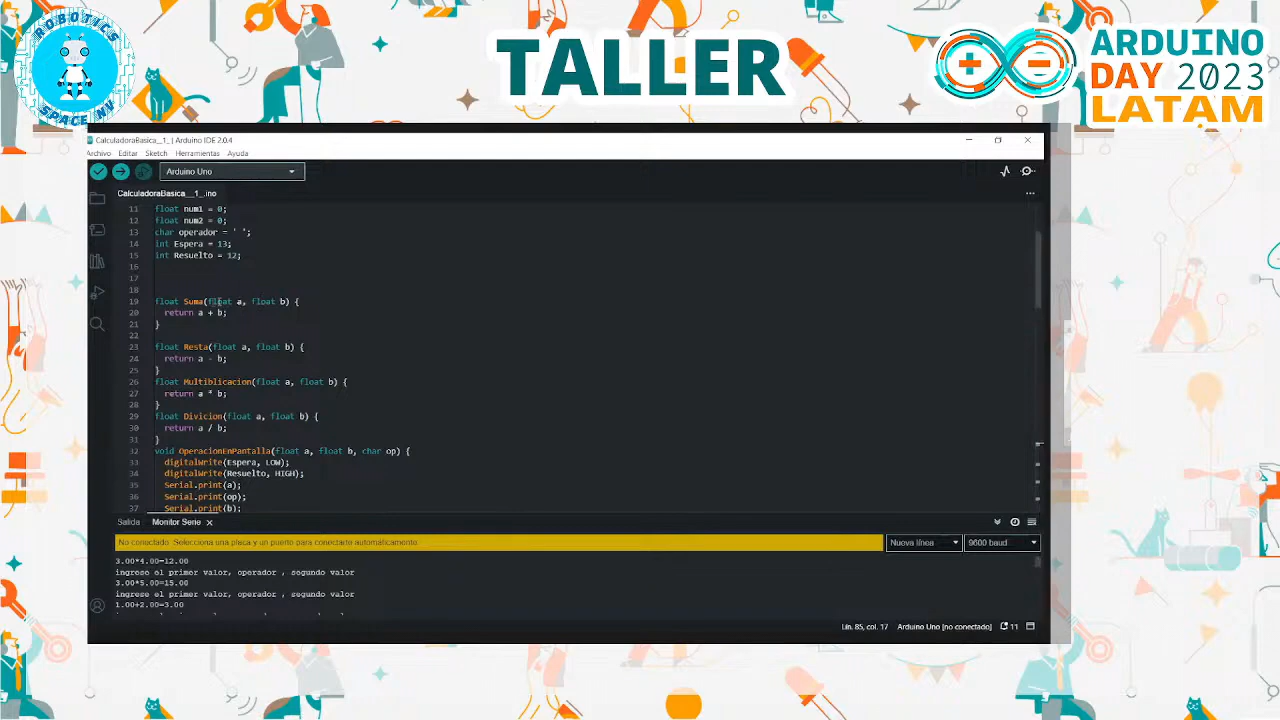 ROBOTICS
SPACE NV
TALLER
ARDUINO
DAY 2023
LATAM
CalculadoraBasica__1_ | Arduino IDE 2.0.4
Archivo Editar Sketch Herramientas Ayuda
Arduino Uno
CalculadoraBasica__1_.ino
11 float num1 = 0;
12 float num2 = 0;
13 char operador = ' ';
14 int Espera = 13;
15 int Resuelto = 12;
16
17
18
19 float Suma(float a, float b) {
20 return a + b;
21 }
22
23 float Resta(float a, float b) {
24 return a - b;
25 }
26 float Multiblicacion(float a, float b) {
27 return a * b;
28 }
29 float Divicion(float a, float b) {
30 return a / b;
31 }
32 void OperacionEnPantalla(float a, float b, char op) {
33 digitalWrite(Espera, LOW);
34 digitalWrite(Resuelto, HIGH);
35 Serial.print(a);
36 Serial.print(op);
37 Serial.print(b);
Salida Monitor Serie
No conectado. Selecciona una placa y un puerto para conectarte automáticamente.
Nueva línea
9600 baud
3.00*4.00=12.00
ingrese el primer valor, operador , segundo valor
3.00*5.00=15.00
ingrese el primer valor, operador , segundo valor
1.00+2.00=3.00
Lín. 85, col. 17 Arduino Uno [no conectado] 11